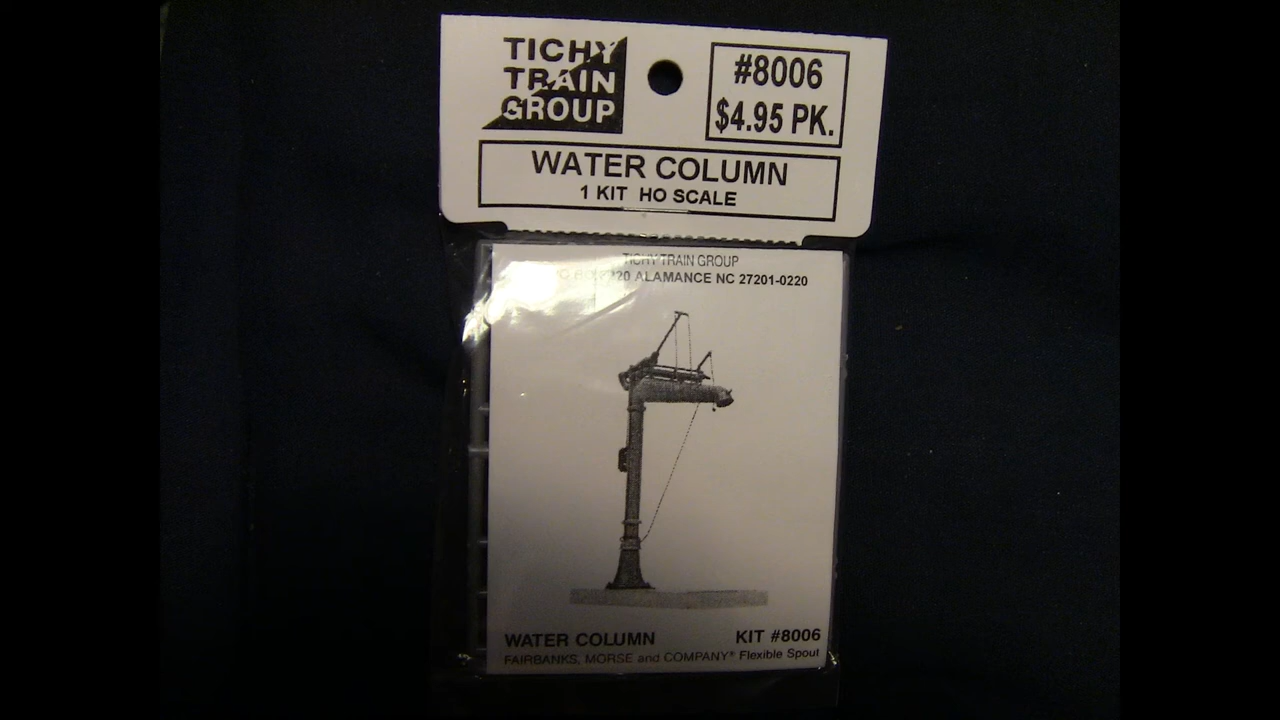 TICHY
TRAIN
GROUP
#8006
$4.95 PK.
WATER COLUMN
1 KIT HO SCALE
TICHY TRAIN GROUP
ALAMANCE NC 27201-0220
WATER COLUMN KIT #8006
FAIRBANKS, MORSE and COMPANY® Flexible Spout